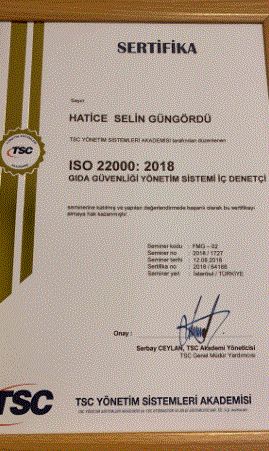 SERTİFİKA
Sayın
HATİCE SELİN GÜNGÖRDÜ
TSC YÖNETİM SİSTEMLERİ AKADEMİSİ tarafından düzenlenen
TSC
ISO 22000: 2018
GIDA GÜVENLİĞİ YÖNETİM SİSTEMİ İÇ DENETÇİ
seminerine katılmış ve yapılan değerlendirmede başarılı olarak bu sertifikayı
almaya hak kazanmıştır.
Seminer kodu : FMG – 02
Seminer no : 2018 / 1727
Seminer tarihi : 12.08.2018
Sertifika no : 2018 / 54166
Seminer yeri : İstanbul / TÜRKİYE
Onay :
Serbay CEYLAN, TSC Akademi Yöneticisi
TSC Genel Müdür Yardımcısı
TSC
TSC YÖNETİM SİSTEMLERİ AKADEMİSİ